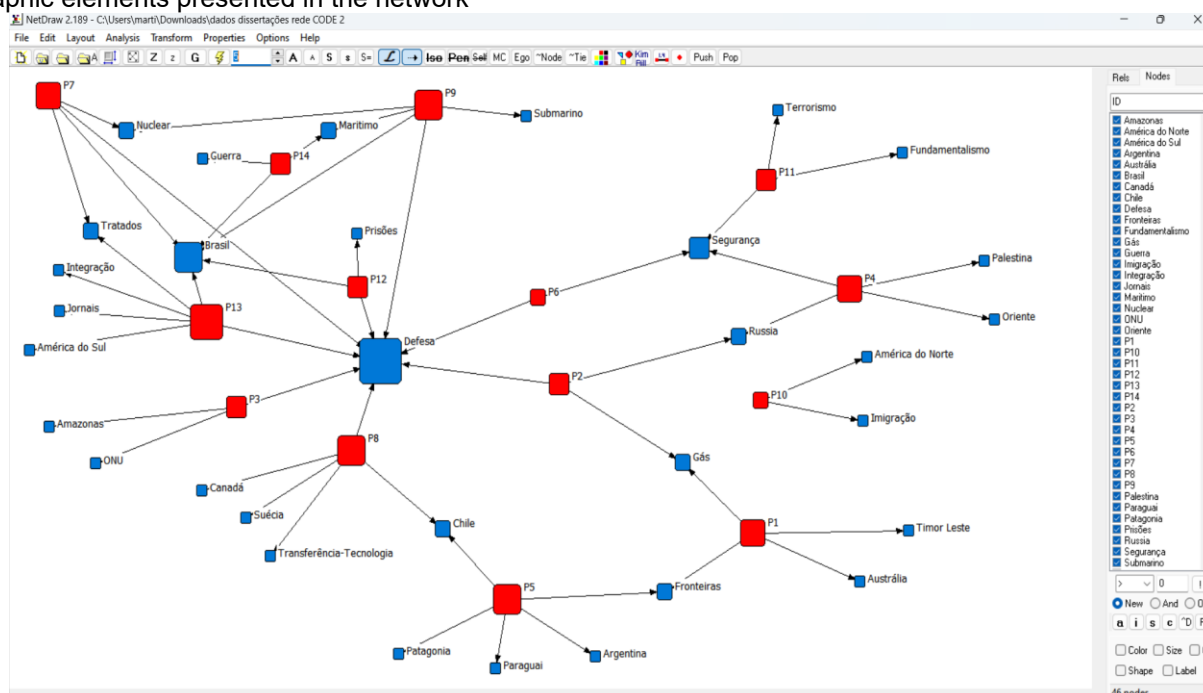 graphic elements presented in the network
NetDraw 2.189 - C:\Users\marti\Downloads\dados dissertações rede CODE 2
File Edit Layout Analysis Transform Properties Options Help
Z z G A A S S= Iso Pen Sell MC Ego ~Node ~Tie Push Pop
P7
P9
Nuclear
Submarino
Maritimo
Guerra
P14
Terrorismo
Fundamentalismo
P11
Tratados
Brasil
Prisões
Segurança
Integração
P12
Palestina
P4
P6
Jornais
P13
Oriente
América do Sul
Defesa
Russia
América do Norte
P2
P10
P3
Amazonas
Imigração
ONU
P8
Gás
Canadá
Suécia
Chile
P1
Timor Leste
Transferência-Tecnologia
Austrália
P5
Fronteiras
Patagonia
Argentina
Paraguai
Rels Nodes
ID
Amazonas
América do Norte
América do Sul
Argentina
Austrália
Brasil
Canadá
Chile
Defesa
Fronteiras
Fundamentalismo
Gás
Guerra
Imigração
Integração
Jornais
Maritimo
Nuclear
ONU
Oriente
P1
P10
P11
P12
P13
P14
P2
P3
P4
P5
P6
P7
P8
P9
Palestina
Paraguai
Patagonia
Prisões
Russia
Segurança
Submarino
> 0
New And
a i s c ~D
Color Size
Shape Label
46 nodes